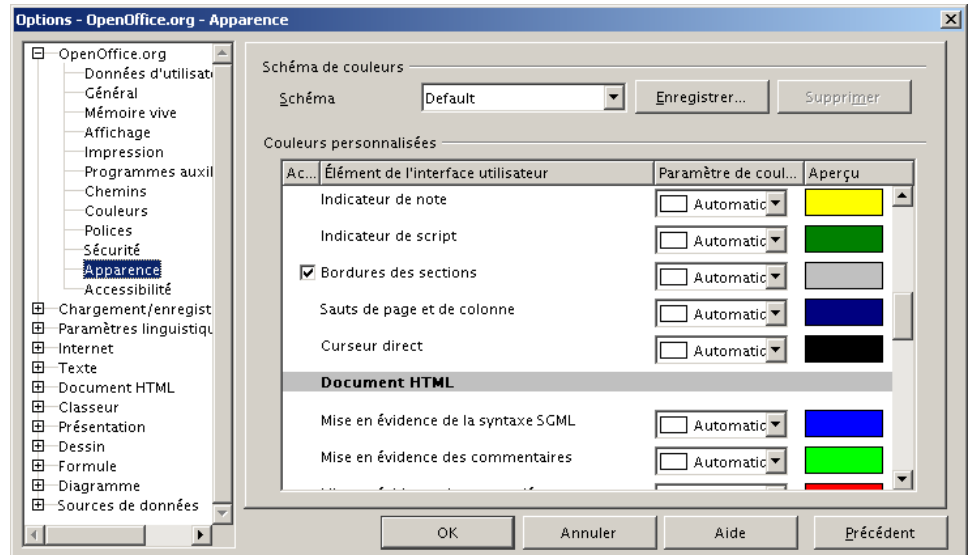 Options - OpenOffice.org - Apparence
OpenOffice.org
Données d'utilisat
Général
Mémoire vive
Affichage
Impression
Programmes auxil
Chemins
Couleurs
Polices
Sécurité
Apparence
Accessibilité
Chargement/enregist
Paramètres linguistiqu
Internet
Texte
Document HTML
Classeur
Présentation
Dessin
Formule
Diagramme
Sources de données
Schéma de couleurs
Schéma Default Enregistrer... Supprimer
Couleurs personnalisées
Ac... Élément de l'interface utilisateur Paramètre de coul... Aperçu
Indicateur de note Automatic
Indicateur de script Automatic
Bordures des sections Automatic
Sauts de page et de colonne Automatic
Curseur direct Automatic
Document HTML
Mise en évidence de la syntaxe SGML Automatic
Mise en évidence des commentaires Automatic
OK Annuler Aide Précédent